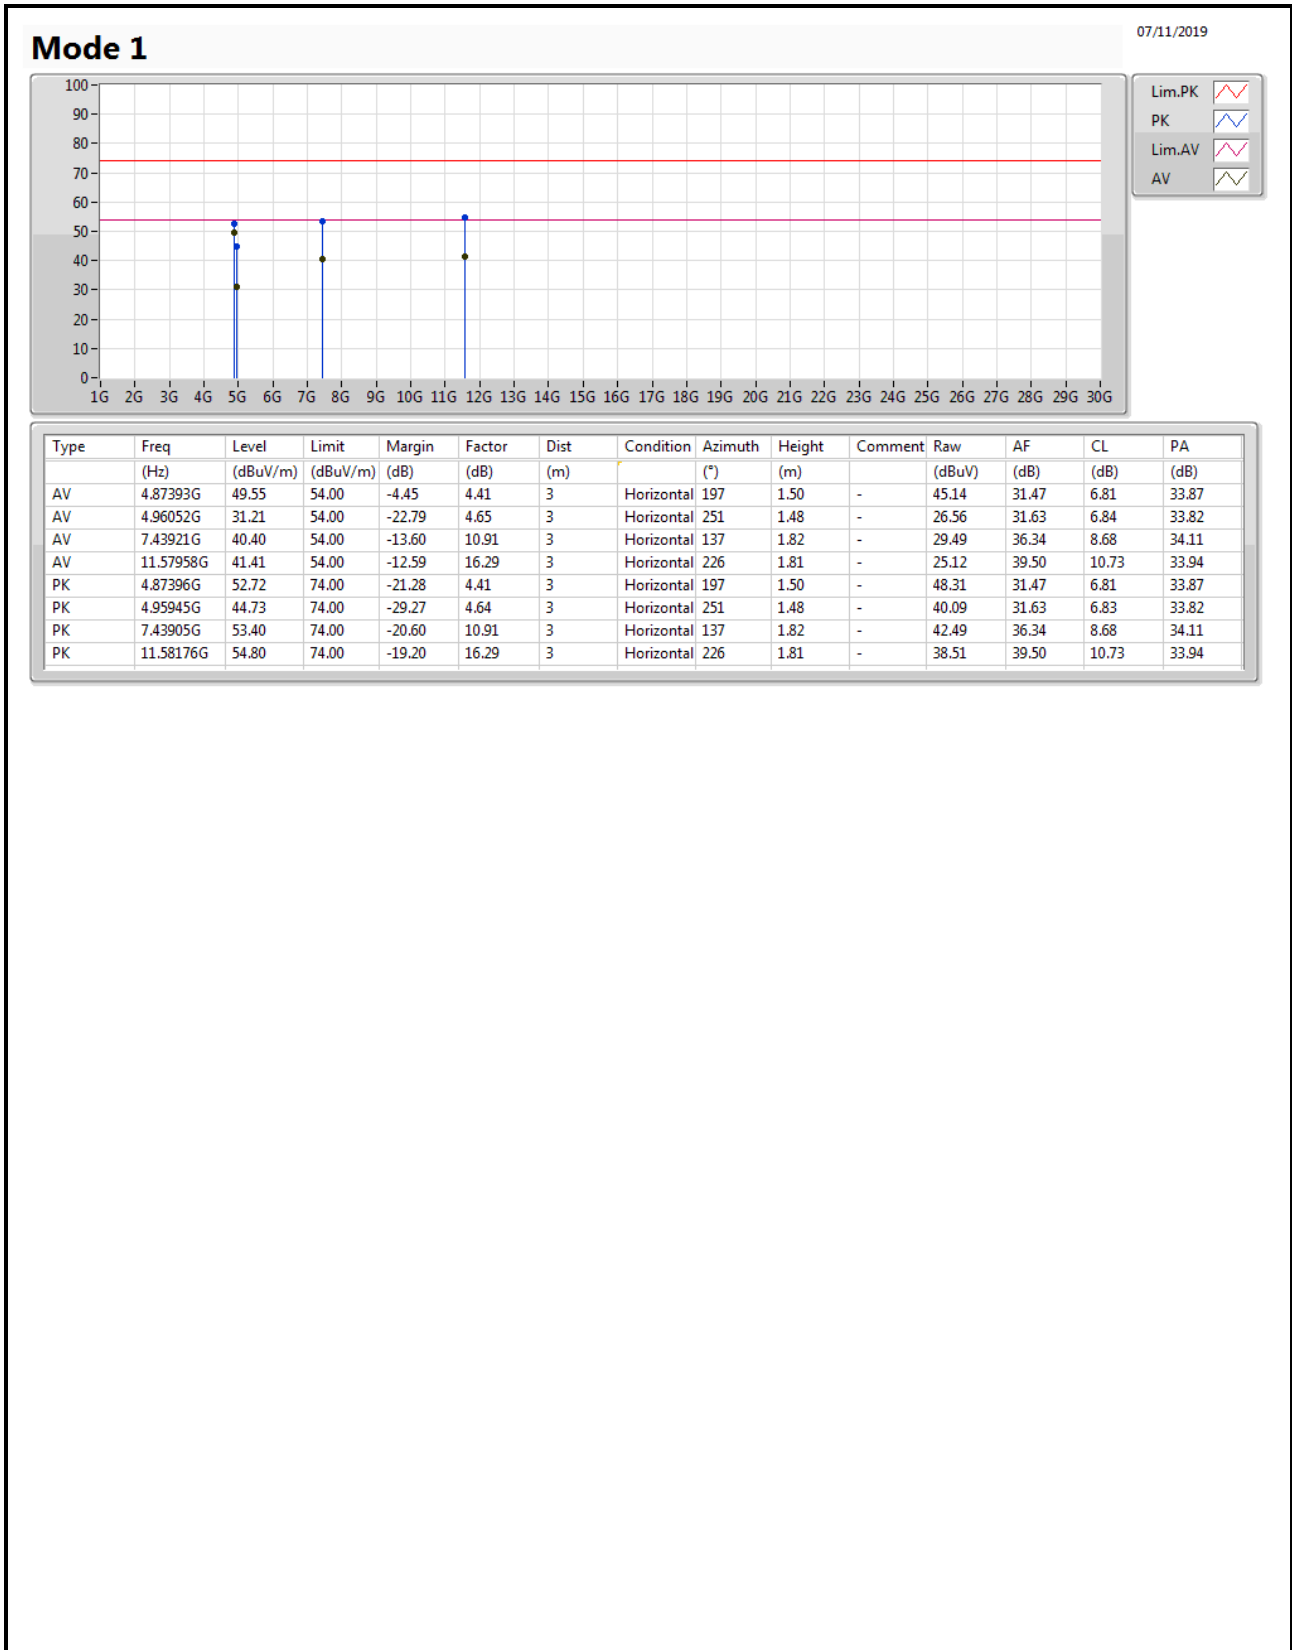 07/11/2019
Mode 1
100
90
80
70
60
50
40
30
20
10
0
1G 2G 3G 4G 5G 6G 7G 8G 9G 10G 11G 12G 13G 14G 15G 16G 17G 18G 19G 20G 21G 22G 23G 24G 25G 26G 27G 28G 29G 30G
Lim.PK
PK
Lim.AV
AV
Type Freq Level Limit Margin Factor Dist Condition Azimuth Height Comment Raw AF CL PA
(Hz) (dBuV/m) (dBuV/m) (dB) (dB) (m) (°) (m) (dBuV) (dB) (dB) (dB)
AV 4.87393G 49.55 54.00 -4.45 4.41 3 Horizontal 197 1.50 - 45.14 31.47 6.81 33.87
AV 4.96052G 31.21 54.00 -22.79 4.65 3 Horizontal 251 1.48 - 26.56 31.63 6.84 33.82
AV 7.43921G 40.40 54.00 -13.60 10.91 3 Horizontal 137 1.82 - 29.49 36.34 8.68 34.11
AV 11.57958G 41.41 54.00 -12.59 16.29 3 Horizontal 226 1.81 - 25.12 39.50 10.73 33.94
PK 4.87396G 52.72 74.00 -21.28 4.41 3 Horizontal 197 1.50 - 48.31 31.47 6.81 33.87
PK 4.95945G 44.73 74.00 -29.27 4.64 3 Horizontal 251 1.48 - 40.09 31.63 6.83 33.82
PK 7.43905G 53.40 74.00 -20.60 10.91 3 Horizontal 137 1.82 - 42.49 36.34 8.68 34.11
PK 11.58176G 54.80 74.00 -19.20 16.29 3 Horizontal 226 1.81 - 38.51 39.50 10.73 33.94